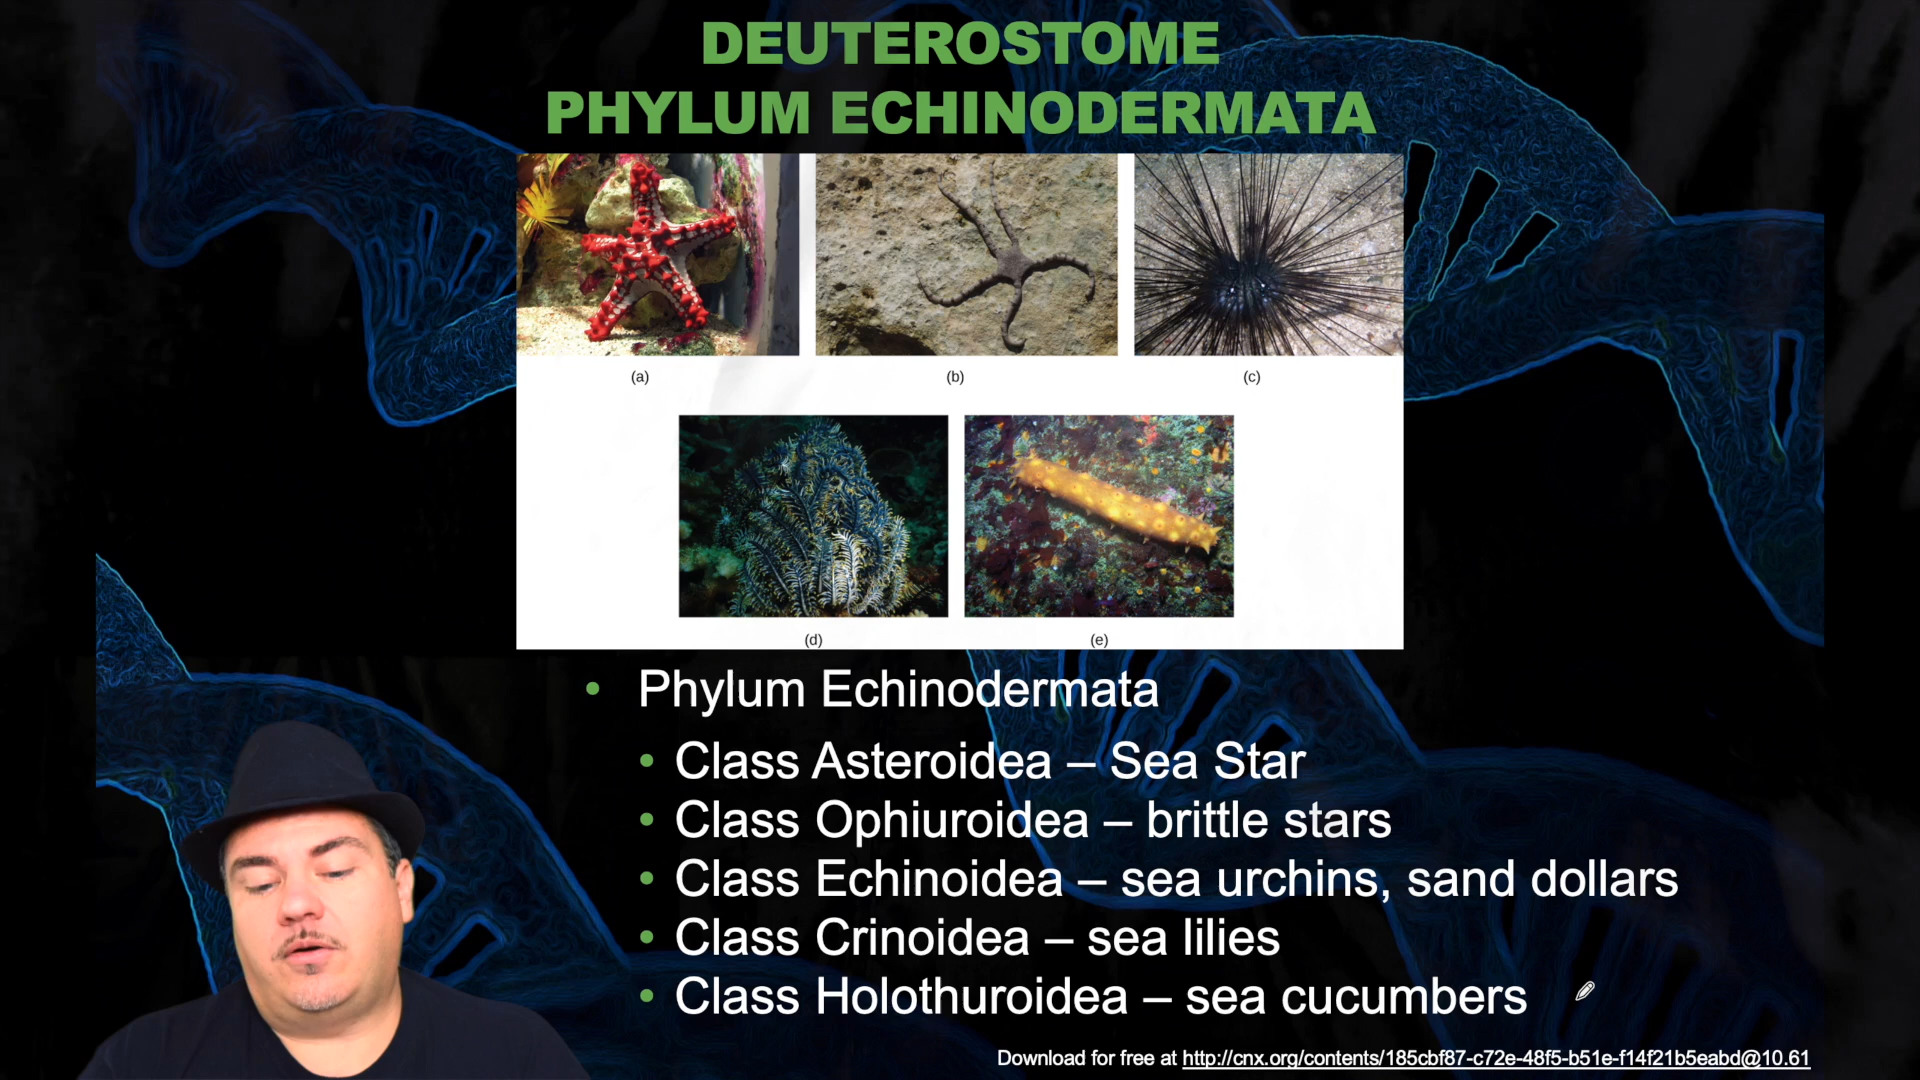 DEUTEROSTOME
PHYLUM ECHINODERMATA
(a) (b) (c)
(d) (e)
• Phylum Echinodermata
• Class Asteroidea – Sea Star
• Class Ophiuroidea – brittle stars
• Class Echinoidea – sea urchins, sand dollars
• Class Crinoidea – sea lilies
• Class Holothuroidea – sea cucumbers
Download for free at http://cnx.org/contents/185cbf87-c72e-48f5-b51e-f14f21b5eabd@10.61